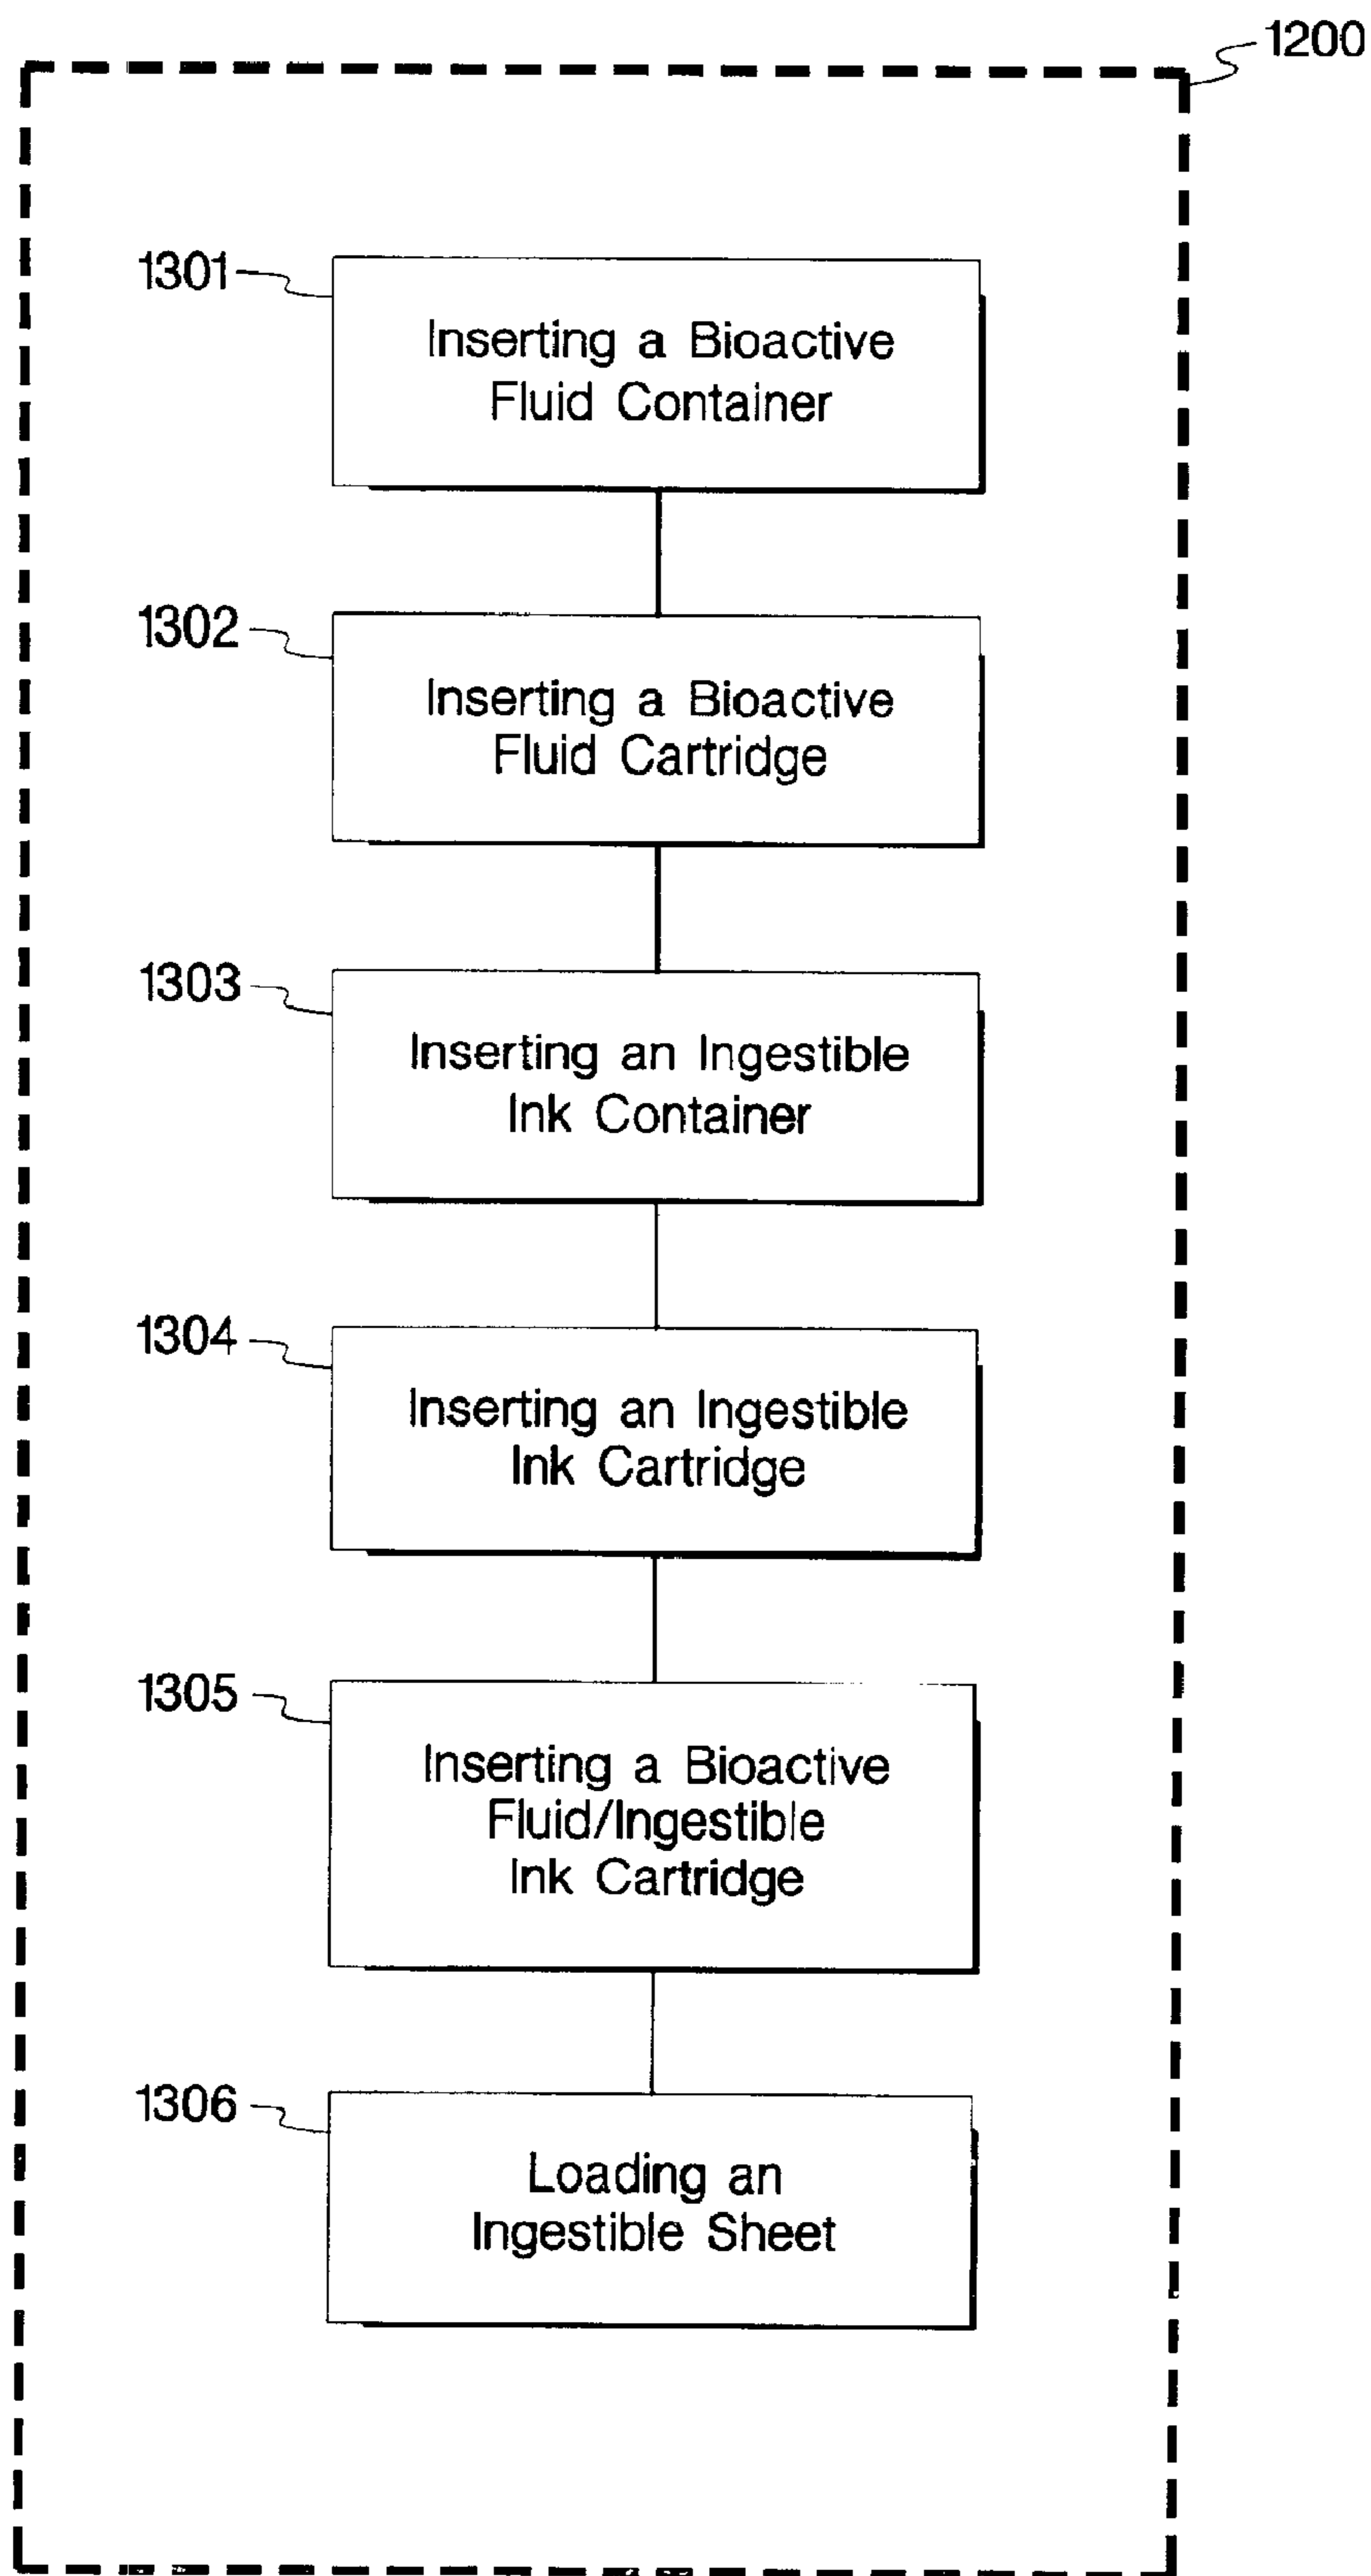 1200
1301
Inserting a Bioactive
Fluid Container
1302
Inserting a Bioactive
Fluid Cartridge
1303
Inserting an Ingestible
Ink Container
1304
Inserting an Ingestible
Ink Cartridge
1305
Inserting a Bioactive
Fluid/Ingestible
Ink Cartridge
1306
Loading an
Ingestible Sheet